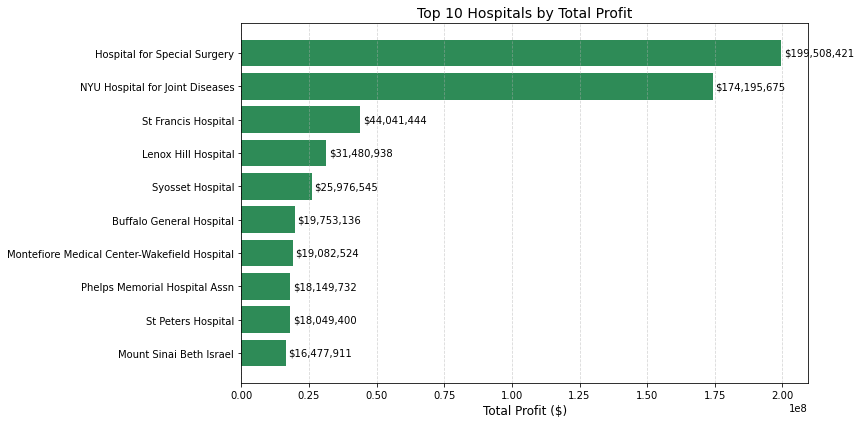 Top 10 Hospitals by Total Profit
Hospital for Special Surgery $199,508,421
NYU Hospital for Joint Diseases $174,195,675
St Francis Hospital $44,041,444
Lenox Hill Hospital $31,480,938
Syosset Hospital $25,976,545
Buffalo General Hospital $19,753,136
Montefiore Medical Center-Wakefield Hospital $19,082,524
Phelps Memorial Hospital Assn $18,149,732
St Peters Hospital $18,049,400
Mount Sinai Beth Israel $16,477,911
0.00 0.25 0.50 0.75 1.00 1.25 1.50 1.75 2.00
1e8
Total Profit ($)